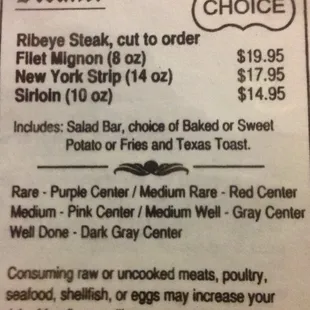 CHOICE
Ribeye Steak, cut to order
Filet Mignon (8 oz) $19.95
New York Strip (14 oz) $17.95
Sirloin (10 oz) $14.95
Includes: Salad Bar, choice of Baked or Sweet
Potato or Fries and Texas Toast.
Rare - Purple Center / Medium Rare - Red Center
Medium - Pink Center / Medium Well - Gray Center
Well Done - Dark Gray Center
Consuming raw or uncooked meats, poultry,
seafood, shellfish, or eggs may increase your